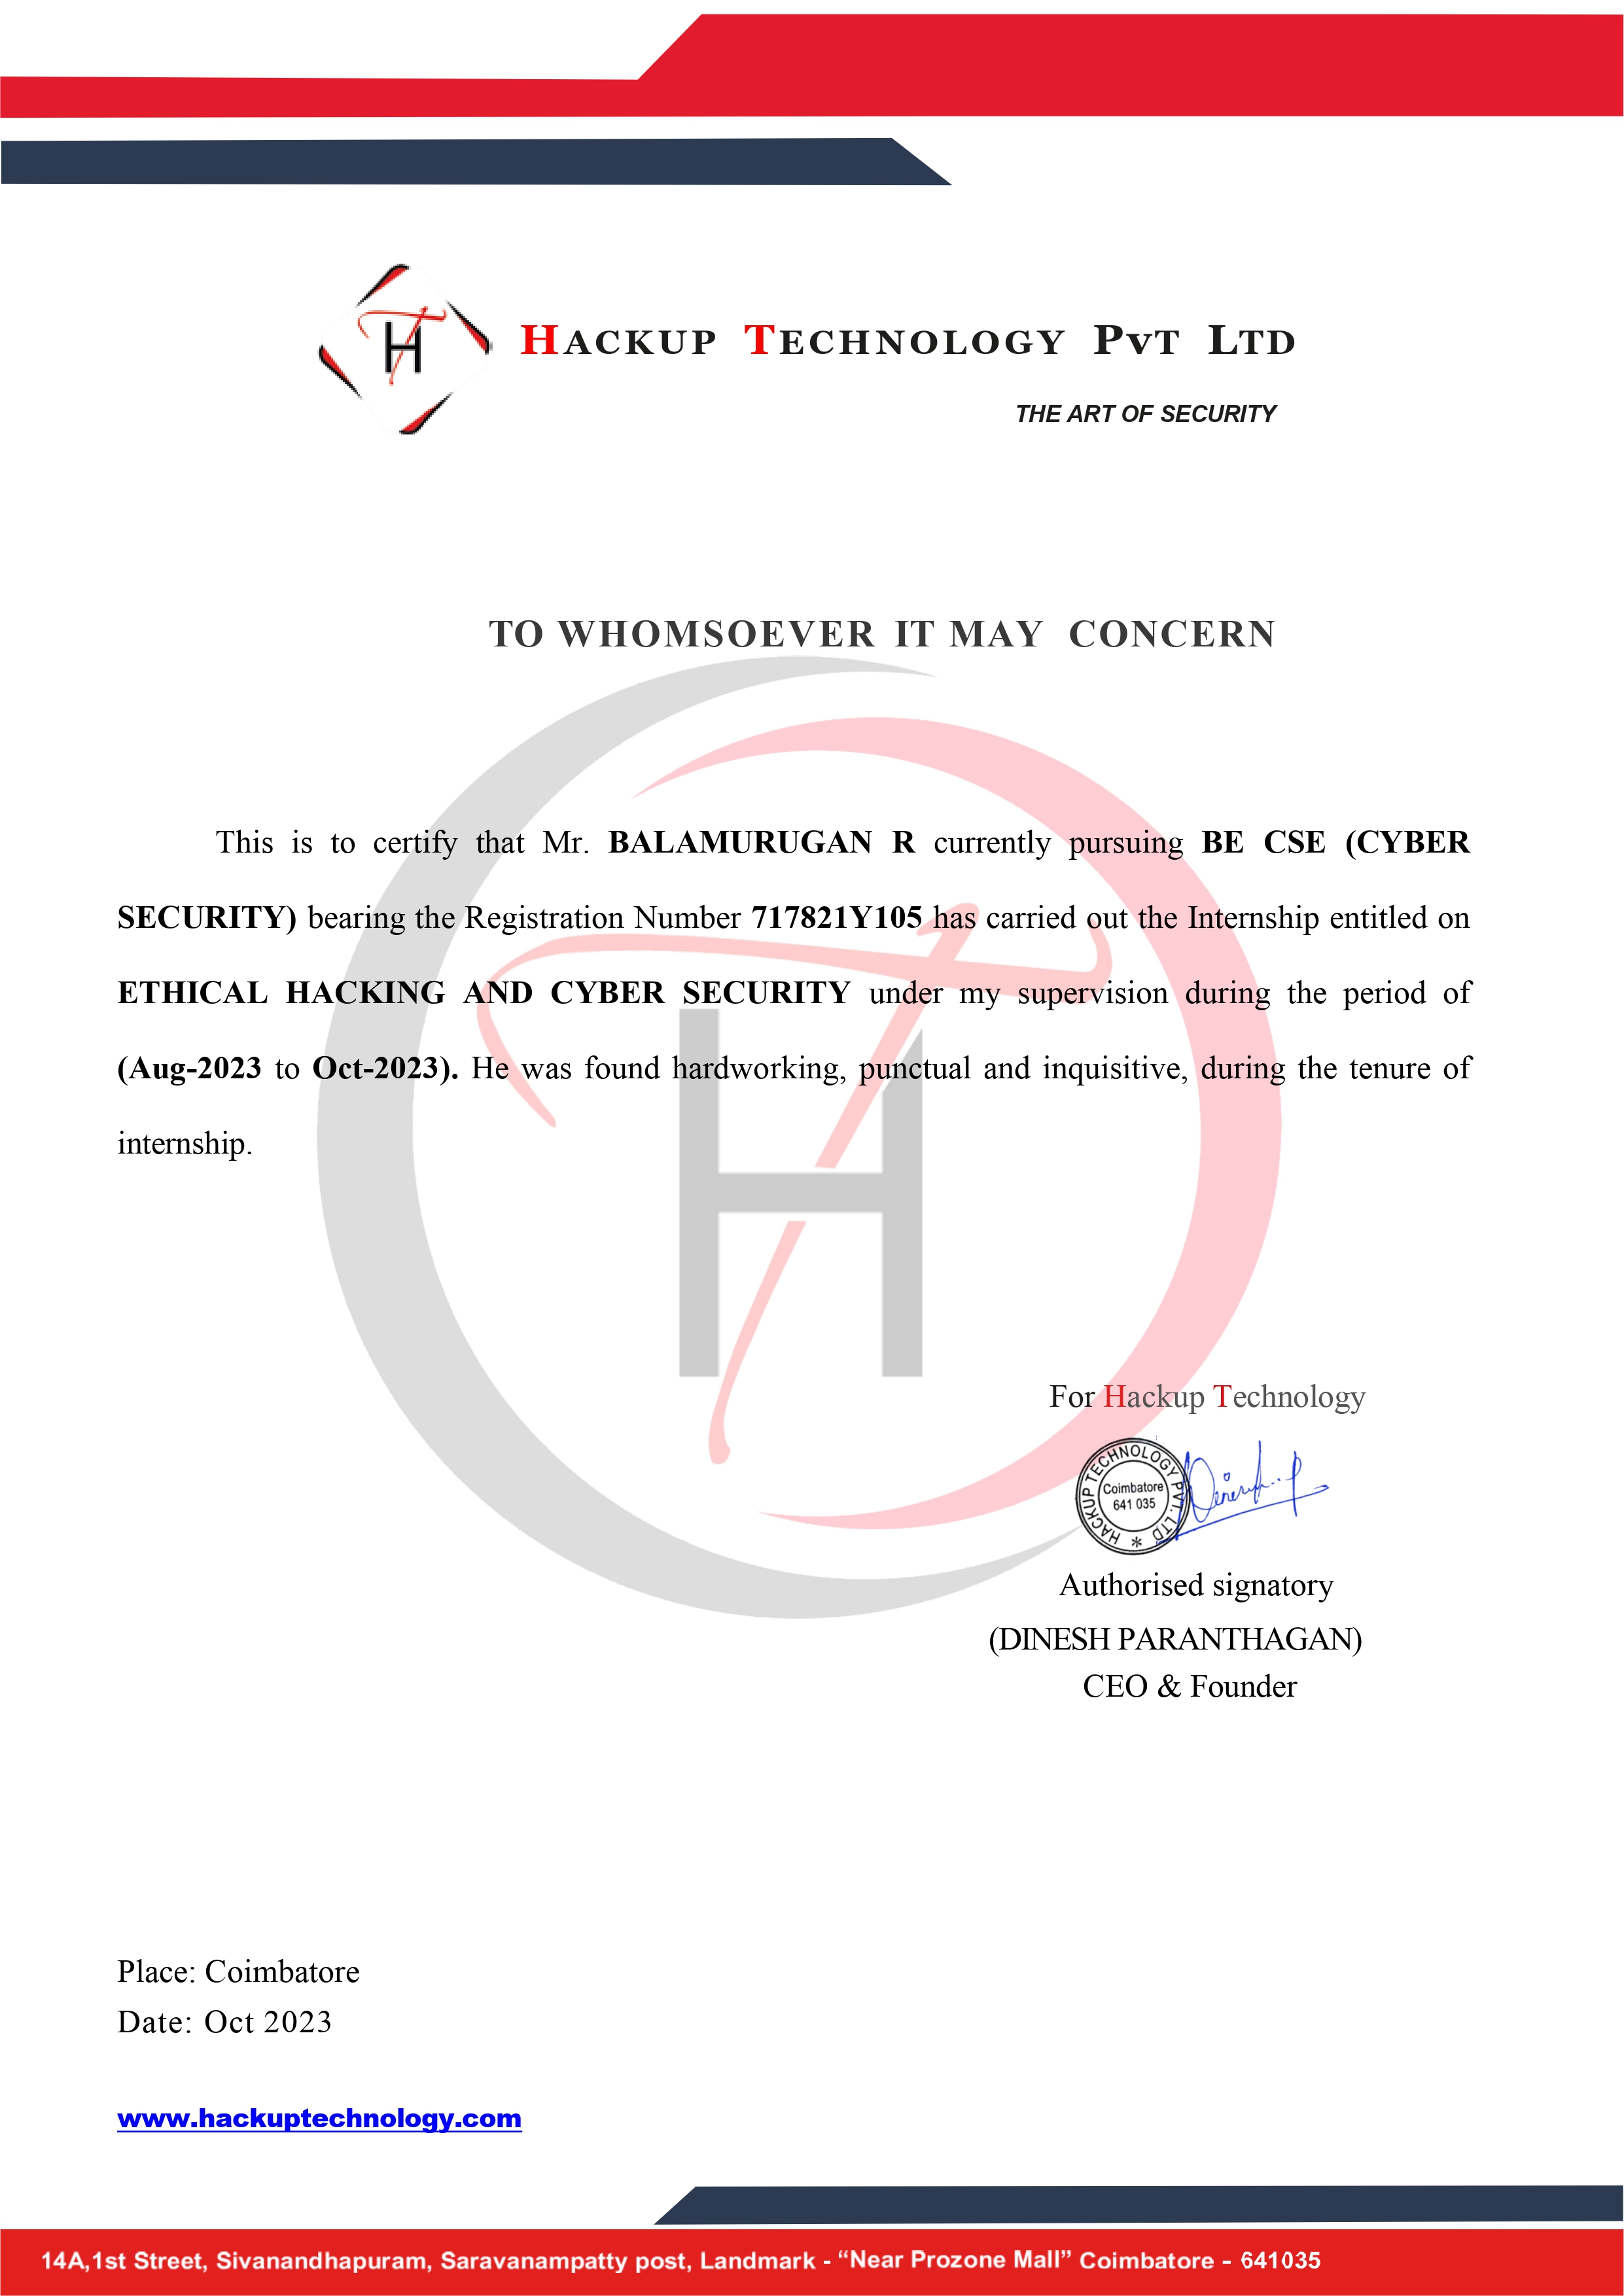 HACKUP TECHNOLOGY PVT LTD
THE ART OF SECURITY
TO WHOMSOEVER IT MAY CONCERN
This is to certify that Mr. BALAMURUGAN R currently pursuing BE CSE (CYBER
SECURITY) bearing the Registration Number 717821Y105 has carried out the Internship entitled on
ETHICAL HACKING AND CYBER SECURITY under my supervision during the period of
(Aug-2023 to Oct-2023). He was found hardworking, punctual and inquisitive, during the tenure of
internship.
For Hackup Technology
HACKUP TECHNOLOGY PVT. LTD *
Coimbatore
641 035
Authorised signatory
(DINESH PARANTHAGAN)
CEO & Founder
Place: Coimbatore
Date: Oct 2023
www.hackuptechnology.com
14A,1st Street, Sivanandhapuram, Saravanampatty post, Landmark - “Near Prozone Mall” Coimbatore - 641035